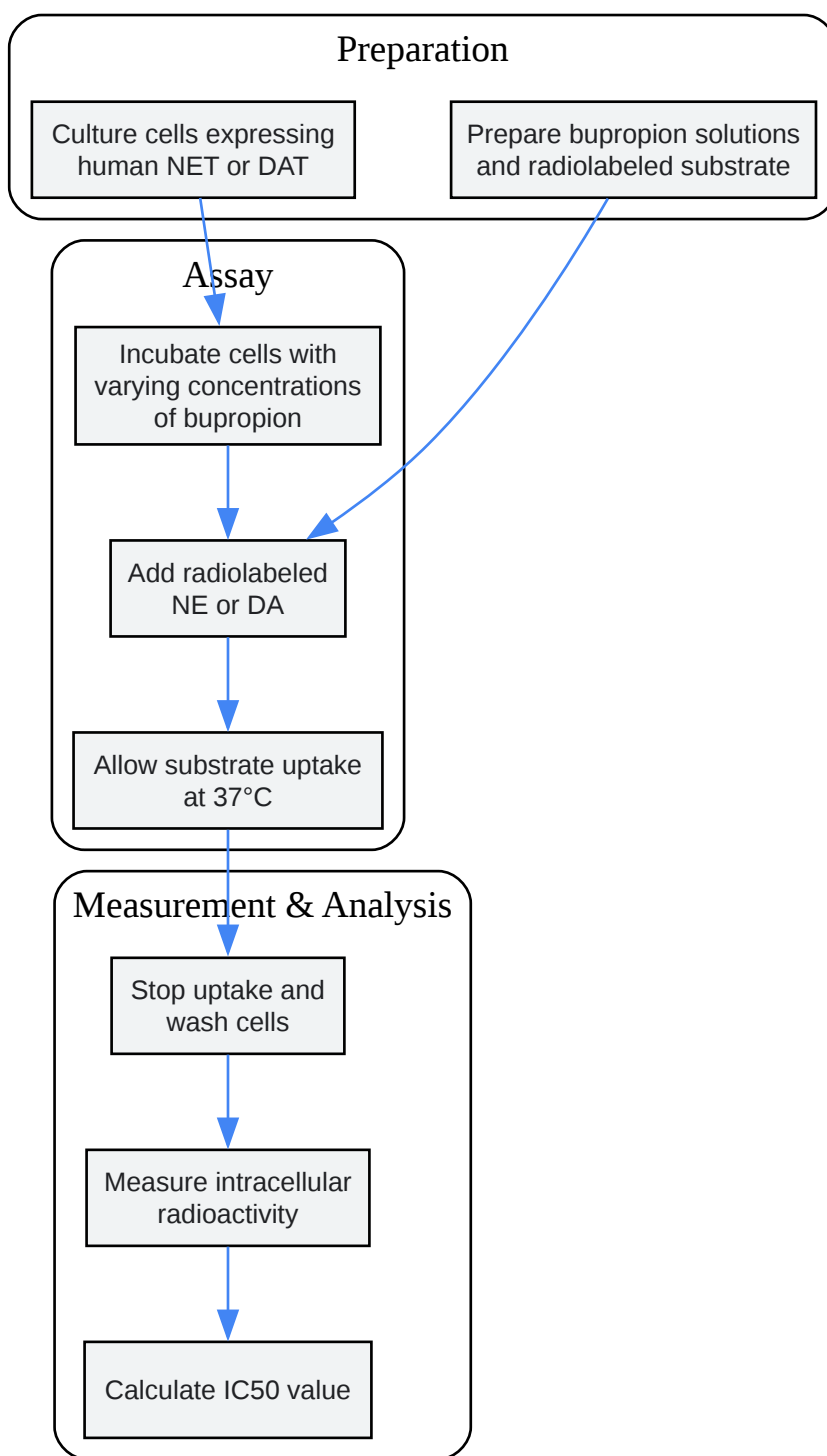 Preparation
Culture cells expressing
human NET or DAT
Prepare bupropion solutions
and radiolabeled substrate
Assay
Incubate cells with
varying concentrations
of bupropion
Add radiolabeled
NE or DA
Allow substrate uptake
at 37°C
Measurement & Analysis
Stop uptake and
wash cells
Measure intracellular
radioactivity
Calculate IC50 value